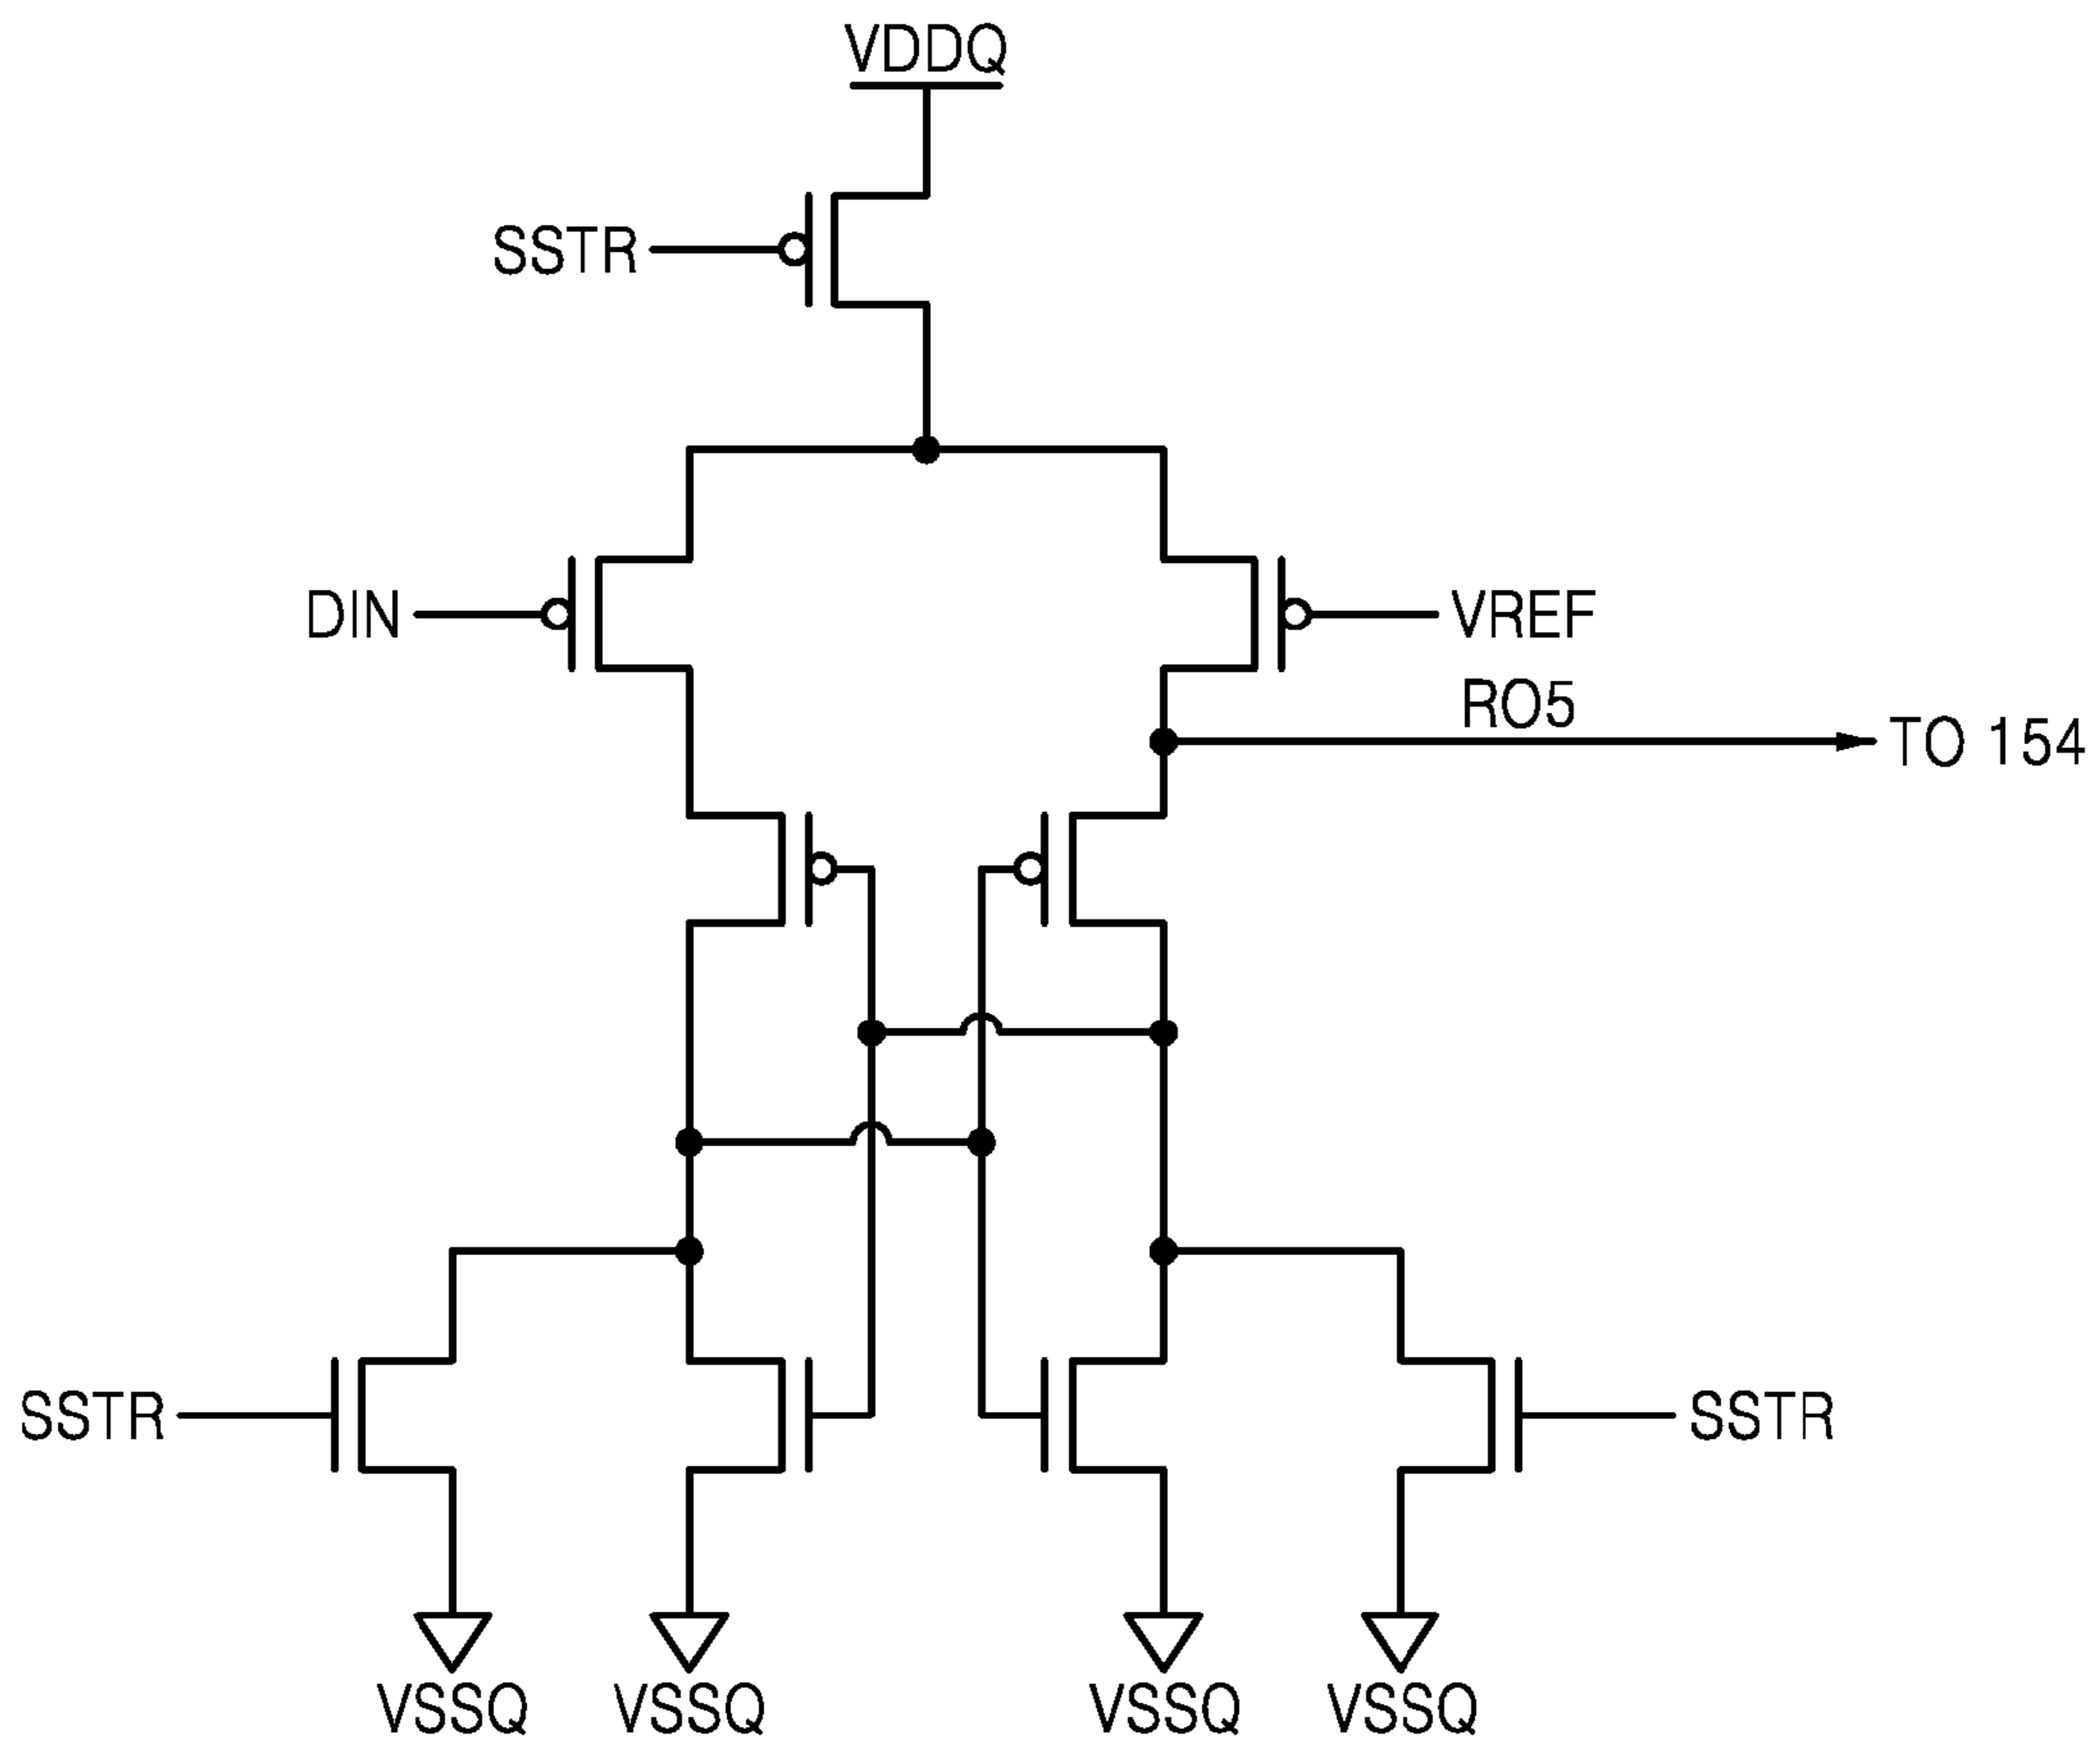 VDDQ
SSTR
DIN
VREF
RO5
TO 154
SSTR
SSTR
VSSQ
VSSQ
VSSQ
VSSQ